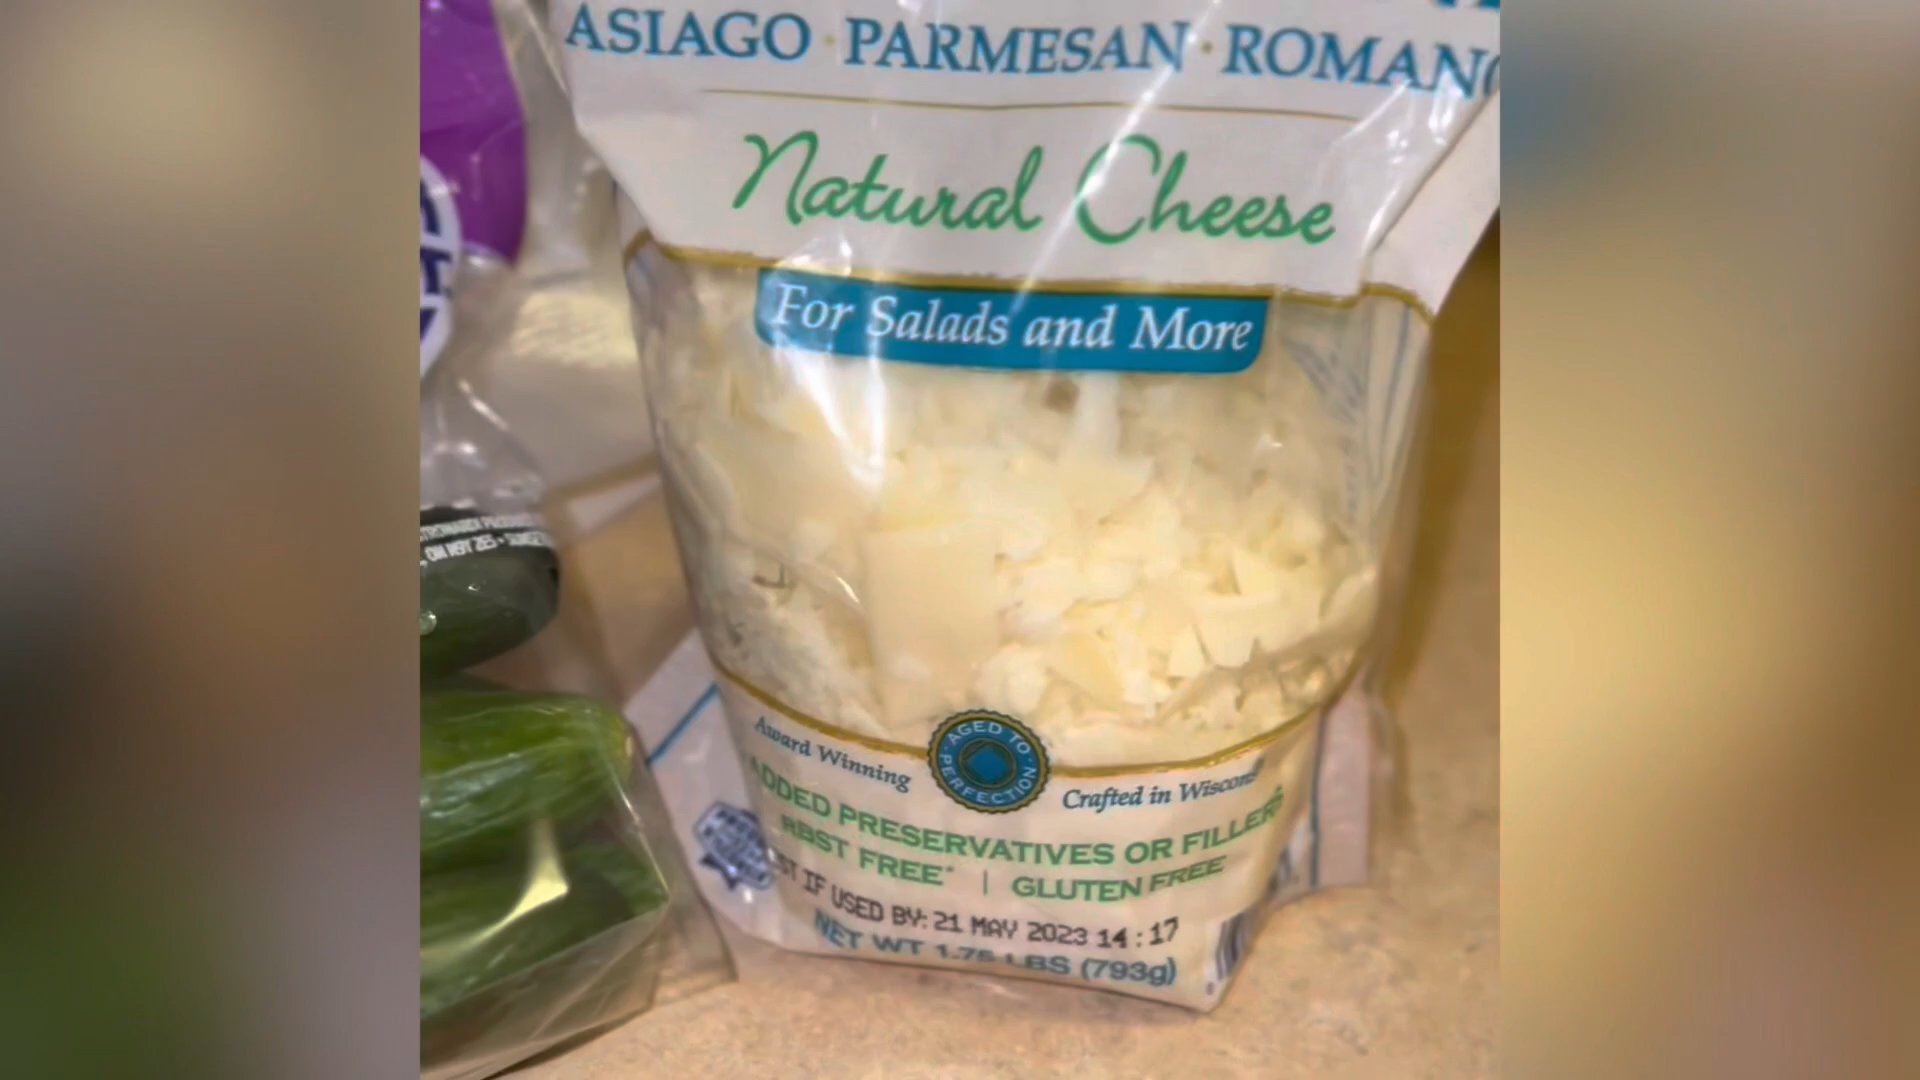 ASIAGO · PARMESAN · ROMANO
Natural Cheese
For Salads and More
Award Winning
AGED TO PERFECTION
Crafted in Wiscons
ADDED PRESERVATIVES OR FILLERS
RBST FREE* | GLUTEN FREE
ST IF USED BY: 21 MAY 2023 14:17
NET WT 1.75 LBS (793g)